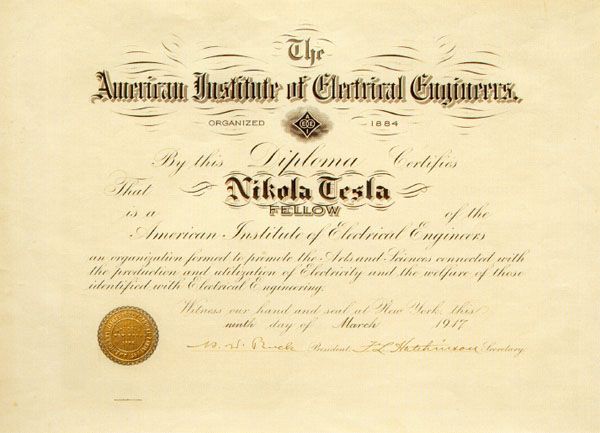 The
American Institute of Electrical Engineers.
ORGANIZED 1884
By this Diploma Certifies
That Nikola Tesla
is a FELLOW of the
American Institute of Electrical Engineers
an organization formed to promote the Arts and Sciences connected with
the production and utilization of Electricity and the welfare of those
identified with Electrical Engineering.
Witness our hand and seal at New York this
ninth day of March 1917
H. W. Buck President F L Hutchinson Secretary